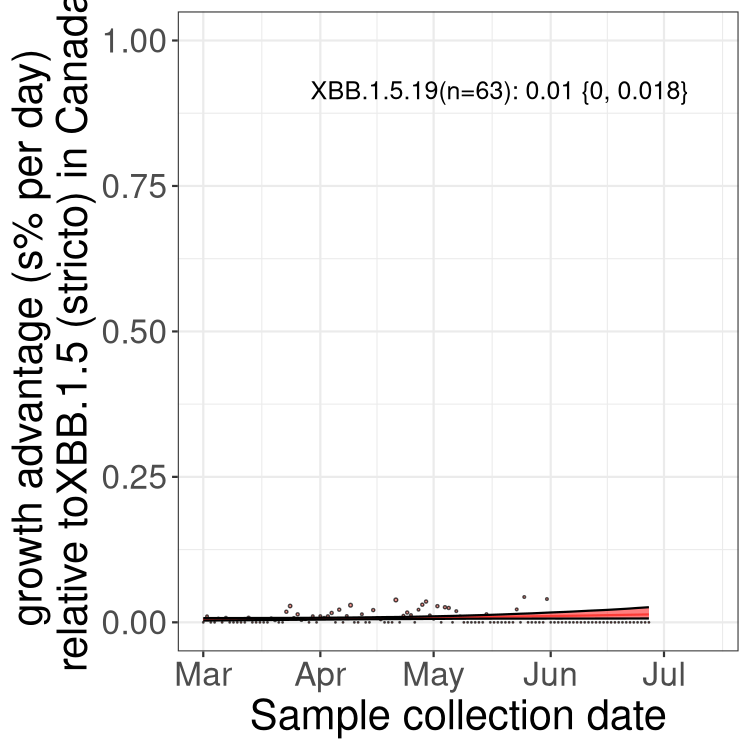 growth advantage (s% per day)
relative toXBB.1.5 (stricto) in Canada
1.00
0.75
0.50
0.25
0.00
XBB.1.5.19(n=63): 0.01 {0, 0.018}
Mar Apr May Jun Jul
Sample collection date